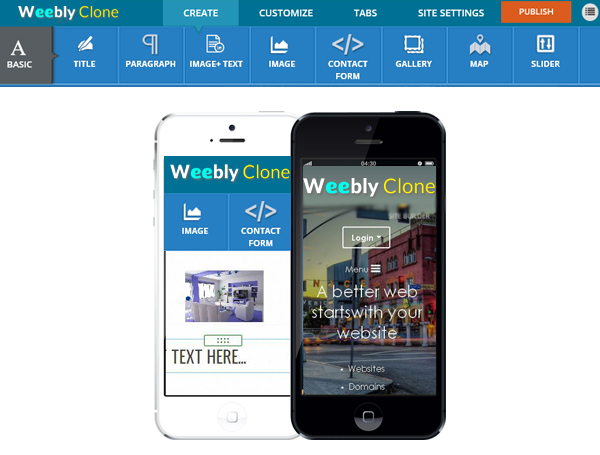 Weebly Clone
CREATE
CUSTOMIZE
TABS
SITE SETTINGS
PUBLISH
A
BASIC
TITLE
PARAGRAPH
IMAGE+ TEXT
IMAGE
CONTACT
FORM
GALLERY
MAP
SLIDER
Weebly Clone
IMAGE
CONTACT
FORM
TEXT HERE...
04:30
Weebly Clone
SITE BUILDER
Login
Menu
A better web
startswith your
website
• Websites
• Domains